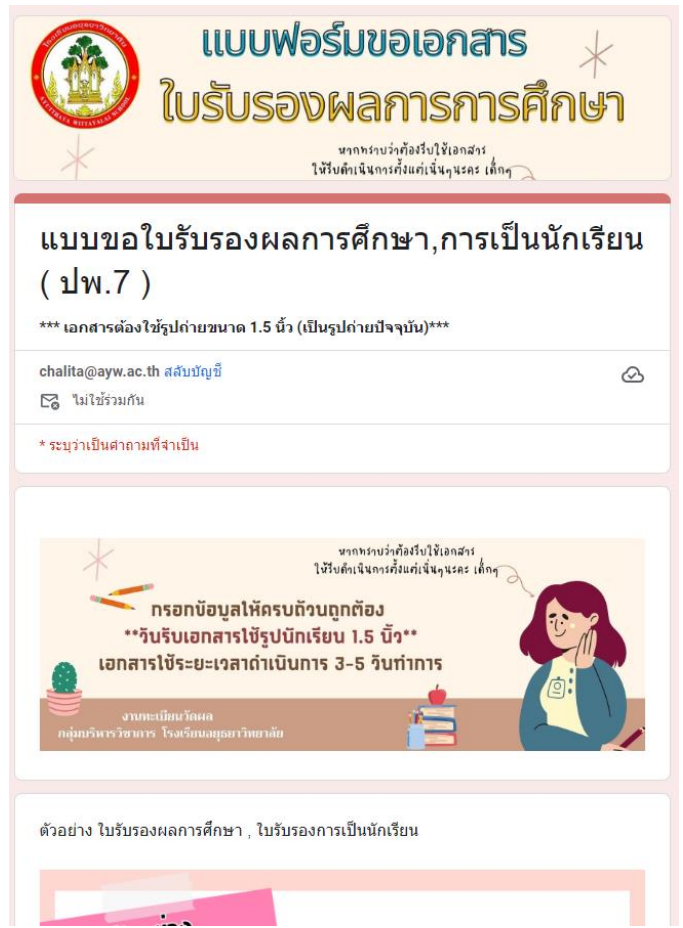 โรงเรียนอยุธยาวิทยาลัย
AYUTTHAYA WITTAYALAI SCHOOL
แบบฟอร์มขอเอกสาร
ใบรับรองผลการการศึกษา
หากทราบว่าต้องรีบใช้เอกสาร
ให้รีบดำเนินการตั้งแต่เนิ่นๆนะคะ เด็กๆ
แบบขอใบรับรองผลการศึกษา,การเป็นนักเรียน
( ปพ.7 )
*** เอกสารต้องใช้รูปถ่ายขนาด 1.5 นิ้ว (เป็นรูปถ่ายปัจจุบัน)***
chalita@ayw.ac.th สลับบัญชี
ไม่ใช้ร่วมกัน
* ระบุว่าเป็นคำถามที่จำเป็น
หากทราบว่าต้องรีบใช้เอกสาร
ให้รีบดำเนินการตั้งแต่เนิ่นๆนะคะ เด็กๆ
กรอกข้อมูลให้ครบถ้วนถูกต้อง
**วันรับเอกสารใช้รูปนักเรียน 1.5 นิ้ว**
เอกสารใช้ระยะเวลาดำเนินการ 3-5 วันทำการ
งานทะเบียนวัดผล
กลุ่มบริหารวิชาการ โรงเรียนอยุธยาวิทยาลัย
ตัวอย่าง ใบรับรองผลการศึกษา , ใบรับรองการเป็นนักเรียน